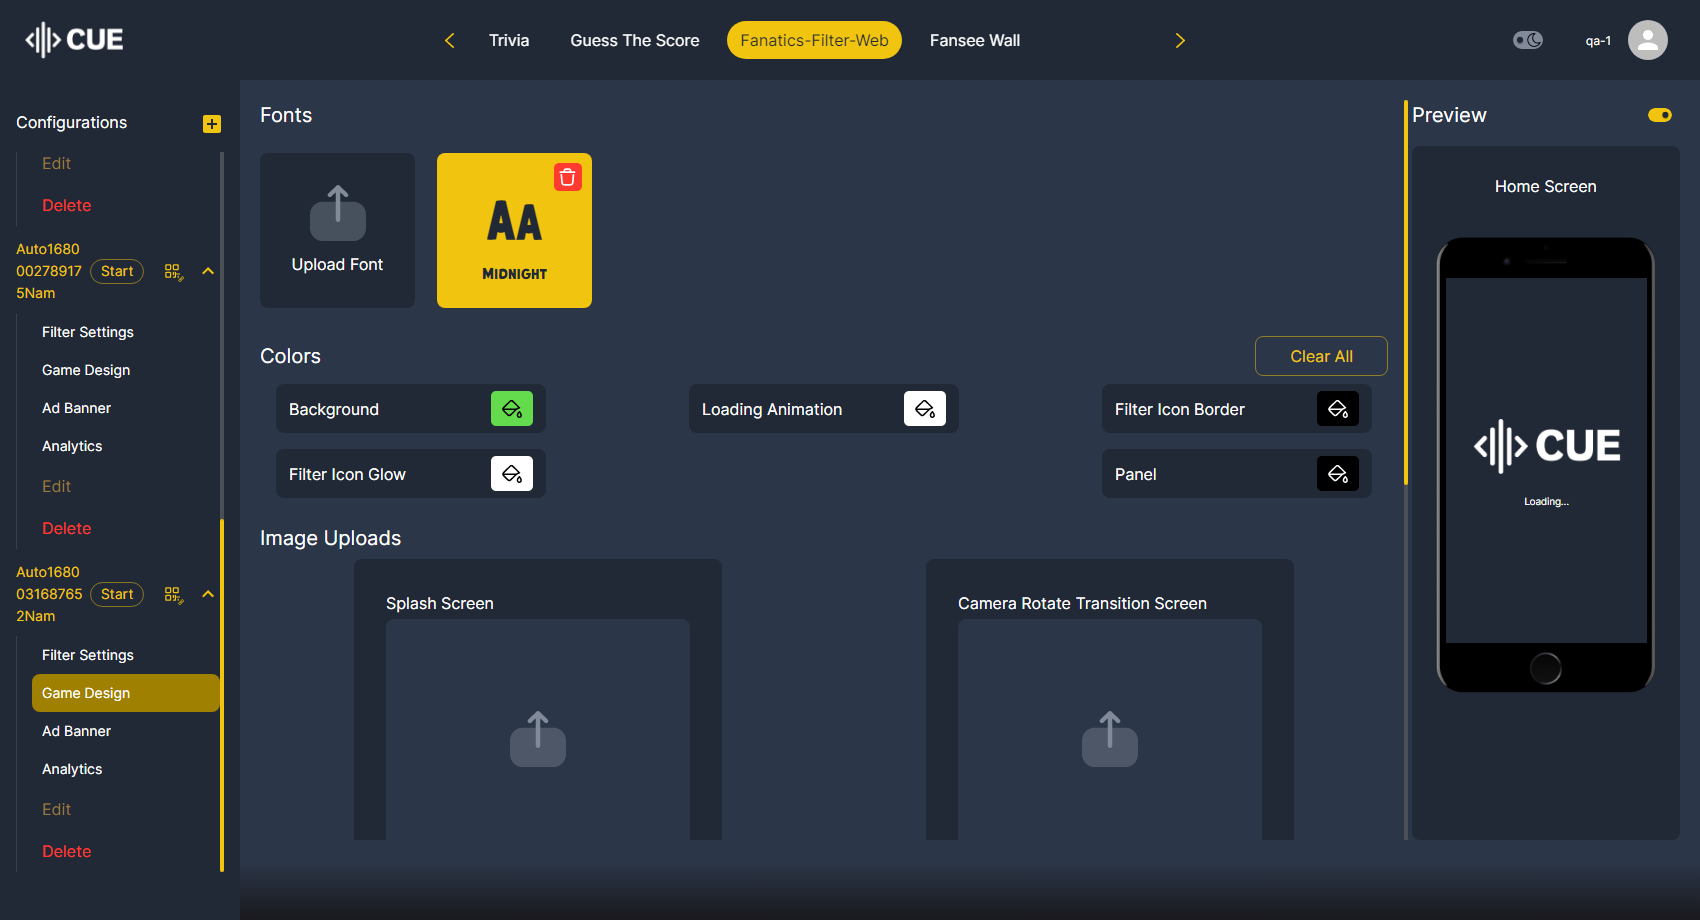 CUE
Trivia
Guess The Score
Fanatics-Filter-Web
Fansee Wall
qa-1
Configurations
Edit
Delete
Auto1680
00278917
5Nam
Start
Filter Settings
Game Design
Ad Banner
Analytics
Edit
Delete
Auto1680
03168765
2Nam
Start
Filter Settings
Game Design
Ad Banner
Analytics
Edit
Delete
Fonts
Upload Font
AA
MIDNIGHT
Colors
Clear All
Background
Loading Animation
Filter Icon Border
Filter Icon Glow
Panel
Image Uploads
Splash Screen
Camera Rotate Transition Screen
Preview
Home Screen
CUE
Loading...